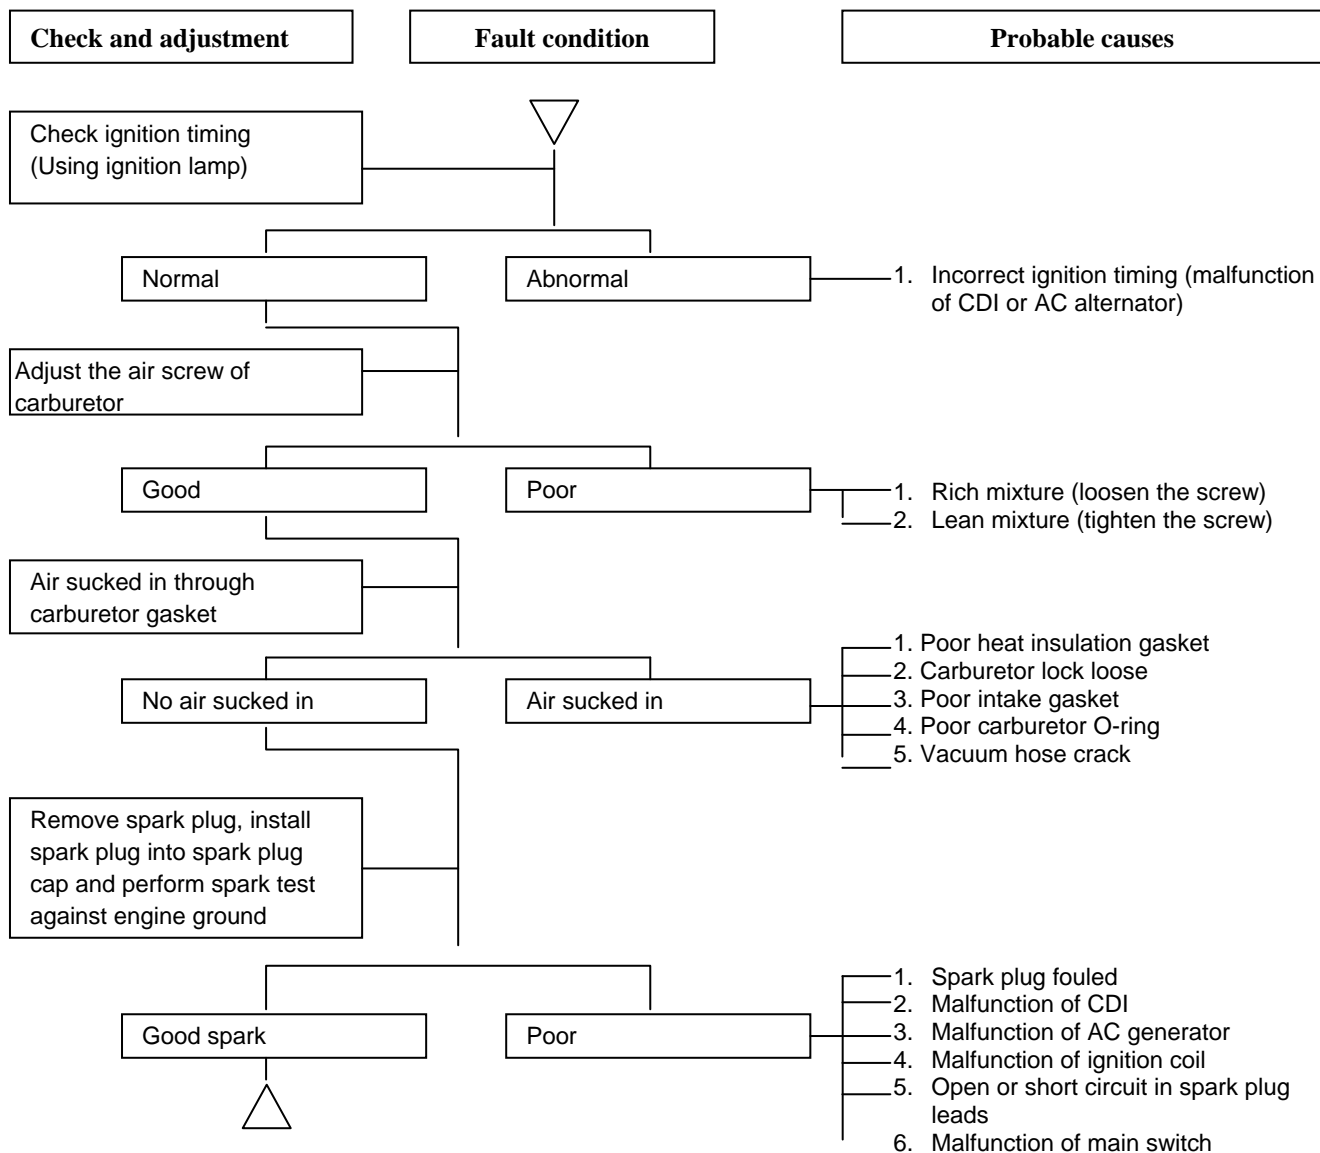 Check and adjustment
Fault condition
Probable causes
Check ignition timing
(Using ignition lamp)
Normal
Abnormal
1. Incorrect ignition timing (malfunction
of CDI or AC alternator)
Adjust the air screw of
carburetor
Good
Poor
1. Rich mixture (loosen the screw)
2. Lean mixture (tighten the screw)
Air sucked in through
carburetor gasket
No air sucked in
Air sucked in
1. Poor heat insulation gasket
2. Carburetor lock loose
3. Poor intake gasket
4. Poor carburetor O-ring
5. Vacuum hose crack
Remove spark plug, install
spark plug into spark plug
cap and perform spark test
against engine ground
Good spark
Poor
1. Spark plug fouled
2. Malfunction of CDI
3. Malfunction of AC generator
4. Malfunction of ignition coil
5. Open or short circuit in spark plug
leads
6. Malfunction of main switch